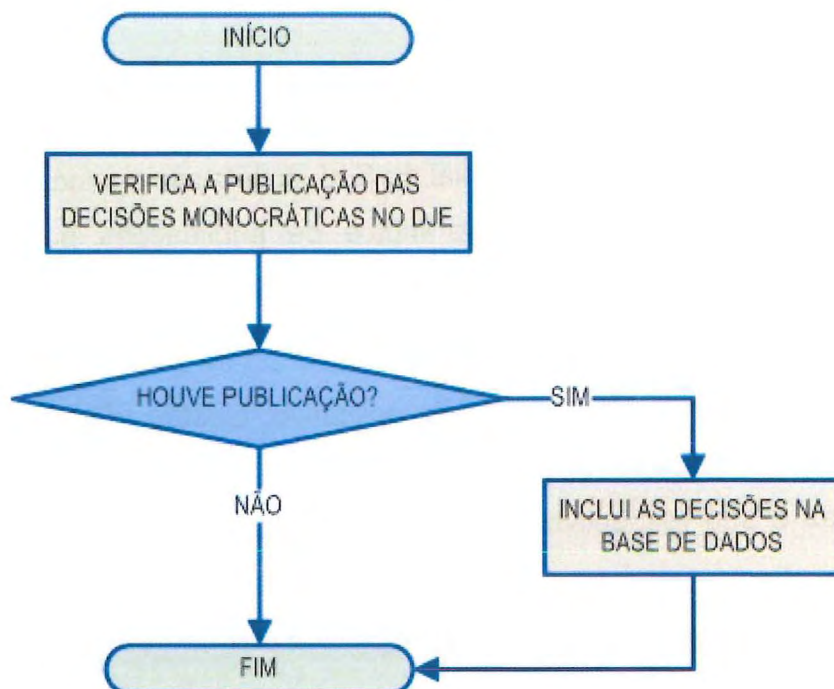 INÍCIO
VERIFICA A PUBLICAÇÃO DAS
DECISÕES MONOCRÁTICAS NO DJE
HOUVE PUBLICAÇÃO?
SIM
NÃO
INCLUI AS DECISÕES NA
BASE DE DADOS
FIM